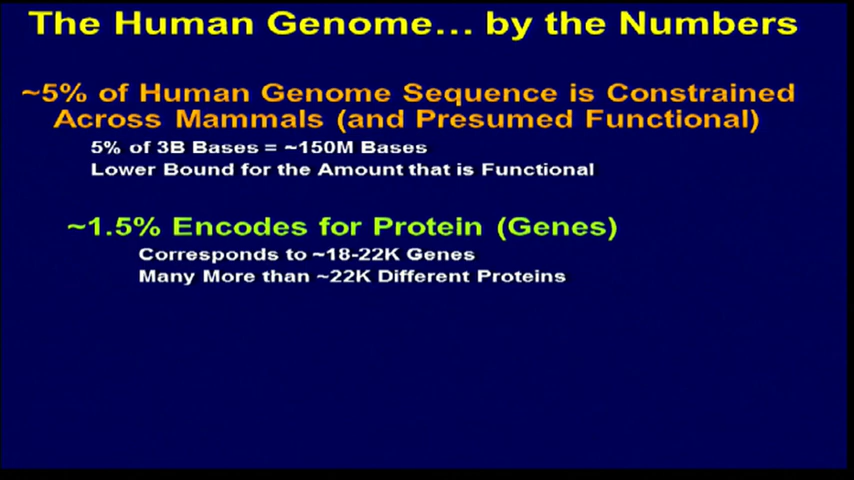 The Human Genome… by the Numbers
~5% of Human Genome Sequence is Constrained
Across Mammals (and Presumed Functional)
5% of 3B Bases = ~150M Bases
Lower Bound for the Amount that is Functional
~1.5% Encodes for Protein (Genes)
Corresponds to ~18-22K Genes
Many More than ~22K Different Proteins